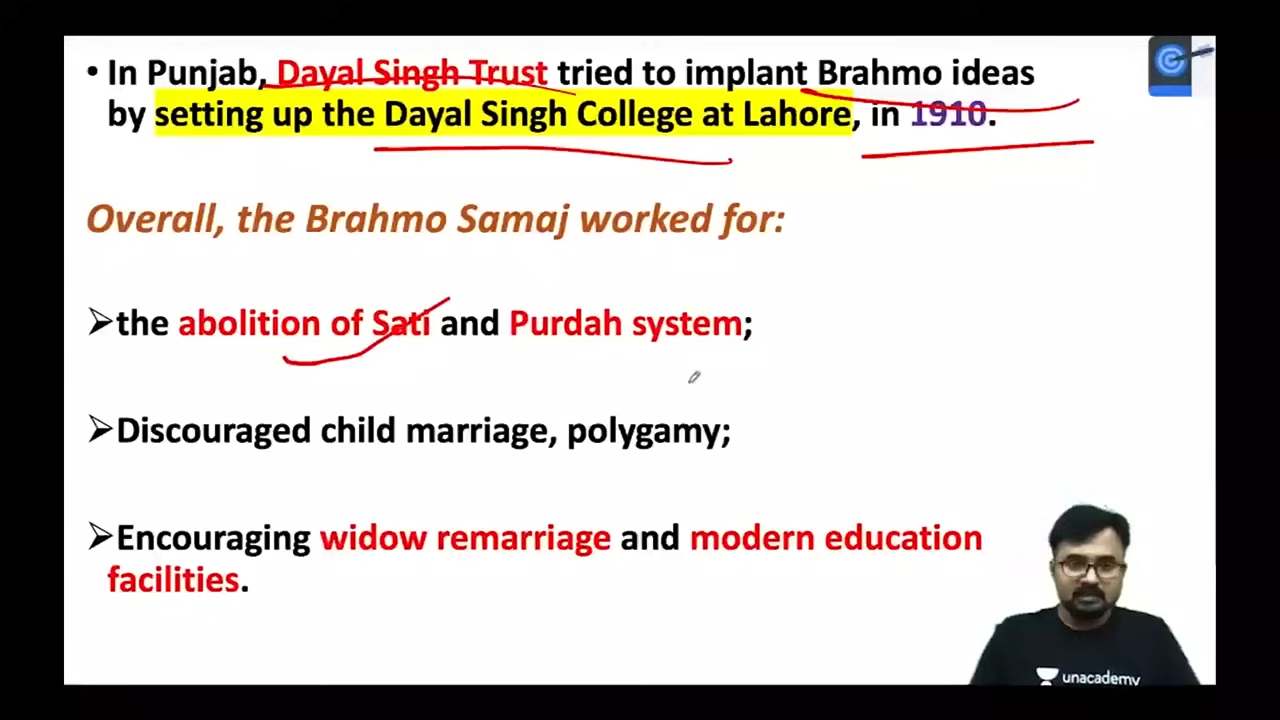 • In Punjab, Dayal Singh Trust tried to implant Brahmo ideas
by setting up the Dayal Singh College at Lahore, in 1910.
Overall, the Brahmo Samaj worked for:
➢the abolition of Sati and Purdah system;
➢Discouraged child marriage, polygamy;
➢Encouraging widow remarriage and modern education
facilities.
unacademy